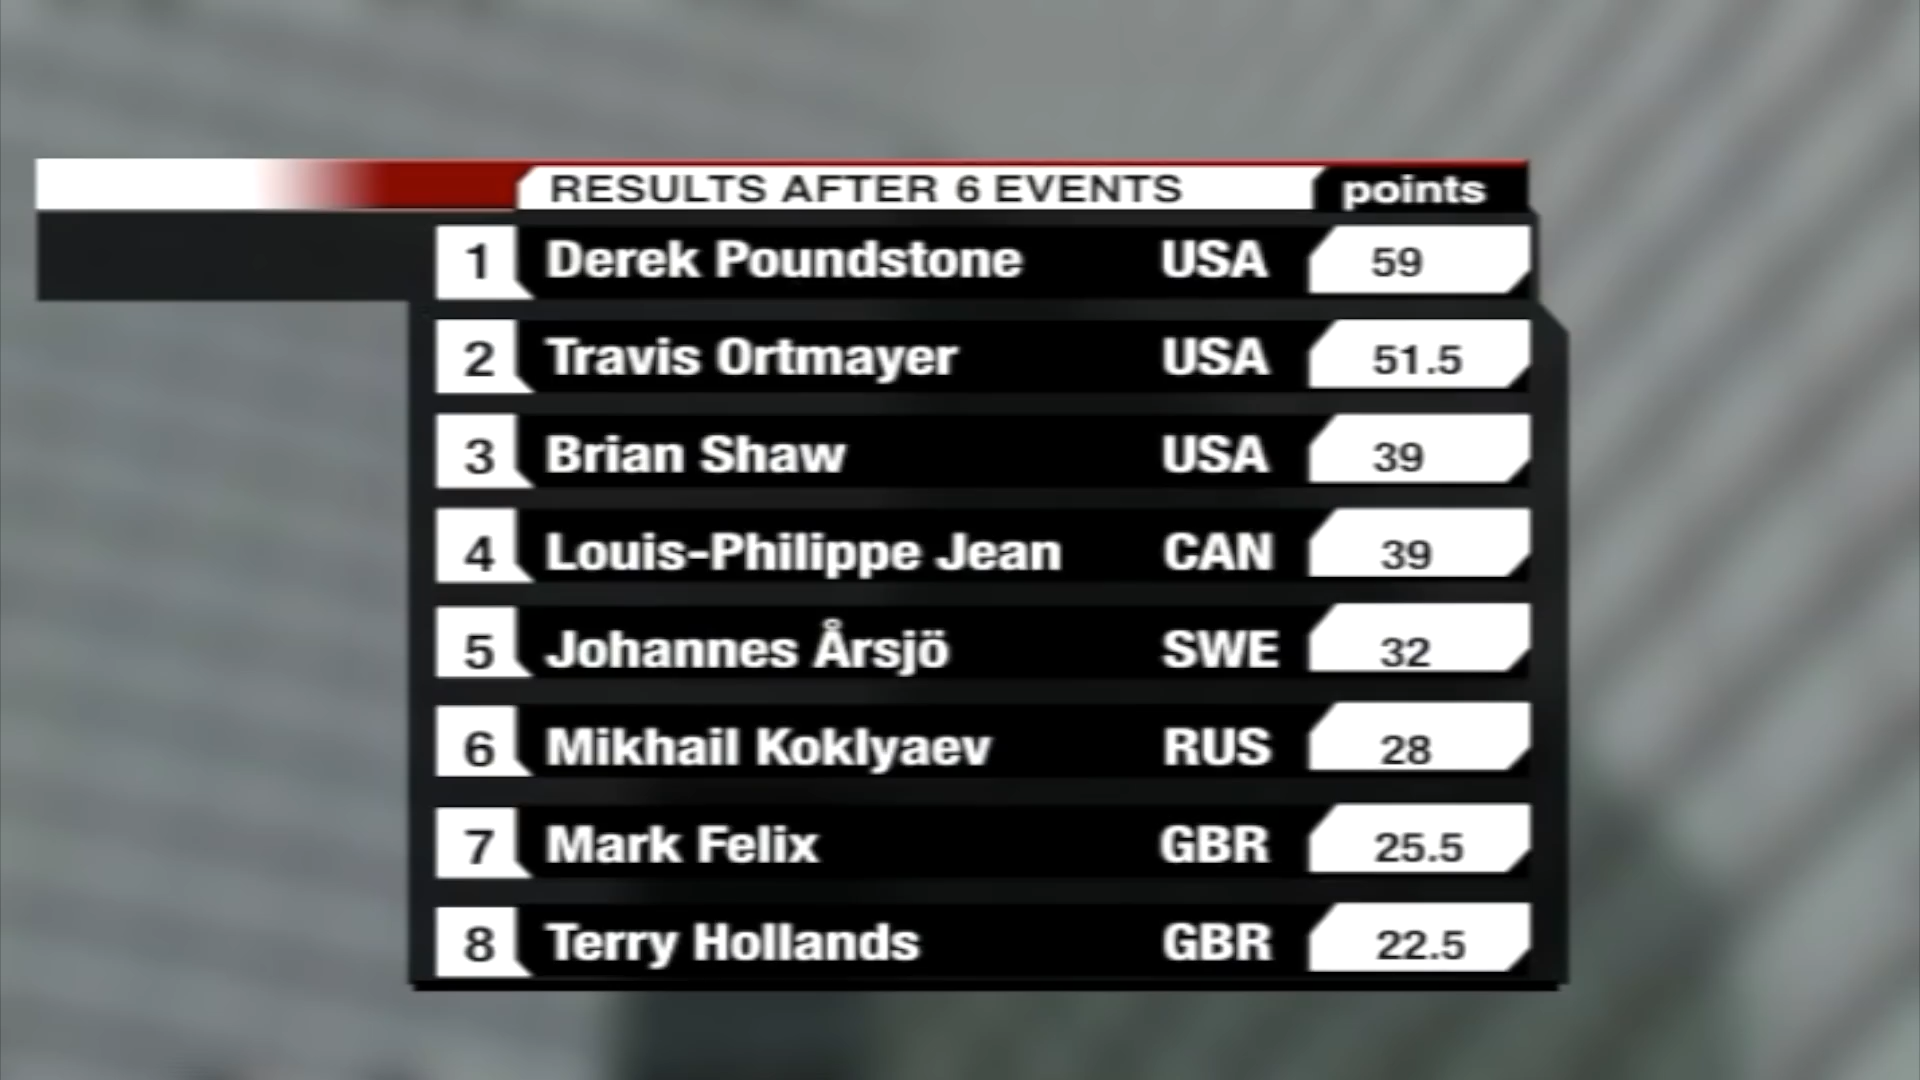 RESULTS AFTER 6 EVENTS points
1 Derek Poundstone USA 59
2 Travis Ortmayer USA 51.5
3 Brian Shaw USA 39
4 Louis-Philippe Jean CAN 39
5 Johannes Årsjö SWE 32
6 Mikhail Koklyaev RUS 28
7 Mark Felix GBR 25.5
8 Terry Hollands GBR 22.5